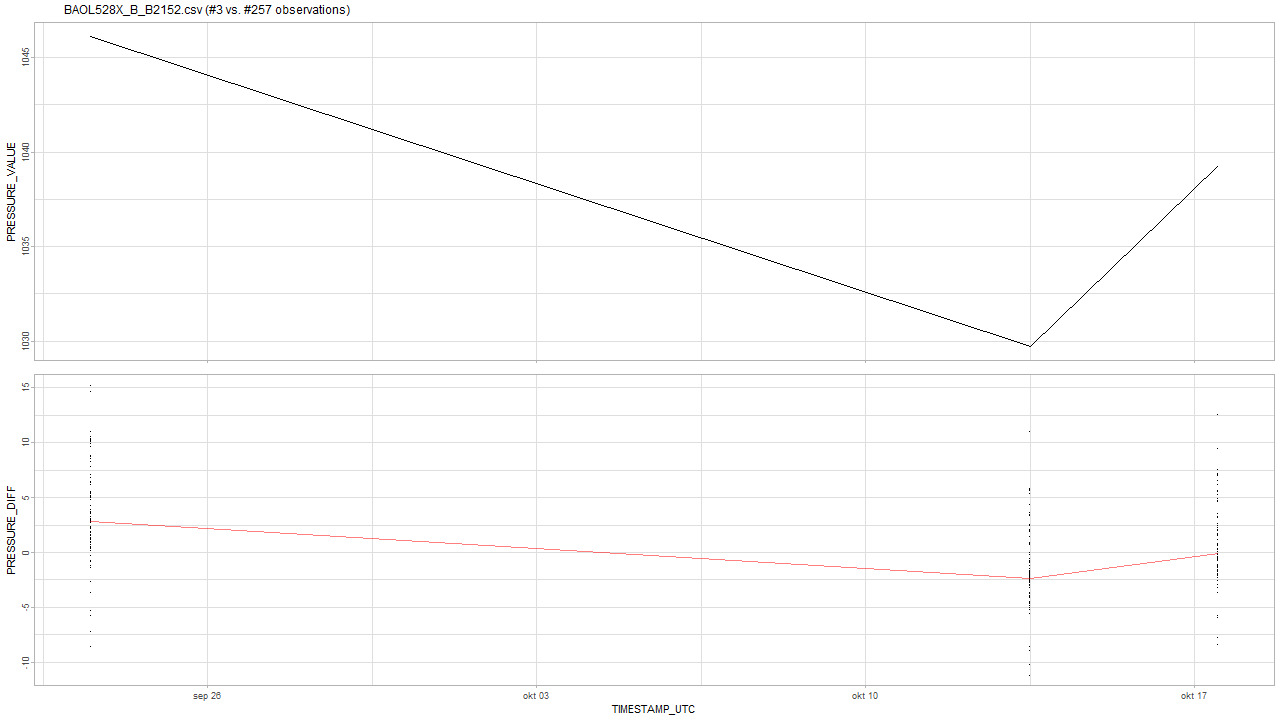 BAOL528X_B_B2152.csv (#3 vs. #257 observations)
PRESSURE_VALUE
1045
1040
1035
1030
PRESSURE_DIFF
15
10
5
0
-5
-10
sep 26
okt 03
okt 10
okt 17
TIMESTAMP_UTC